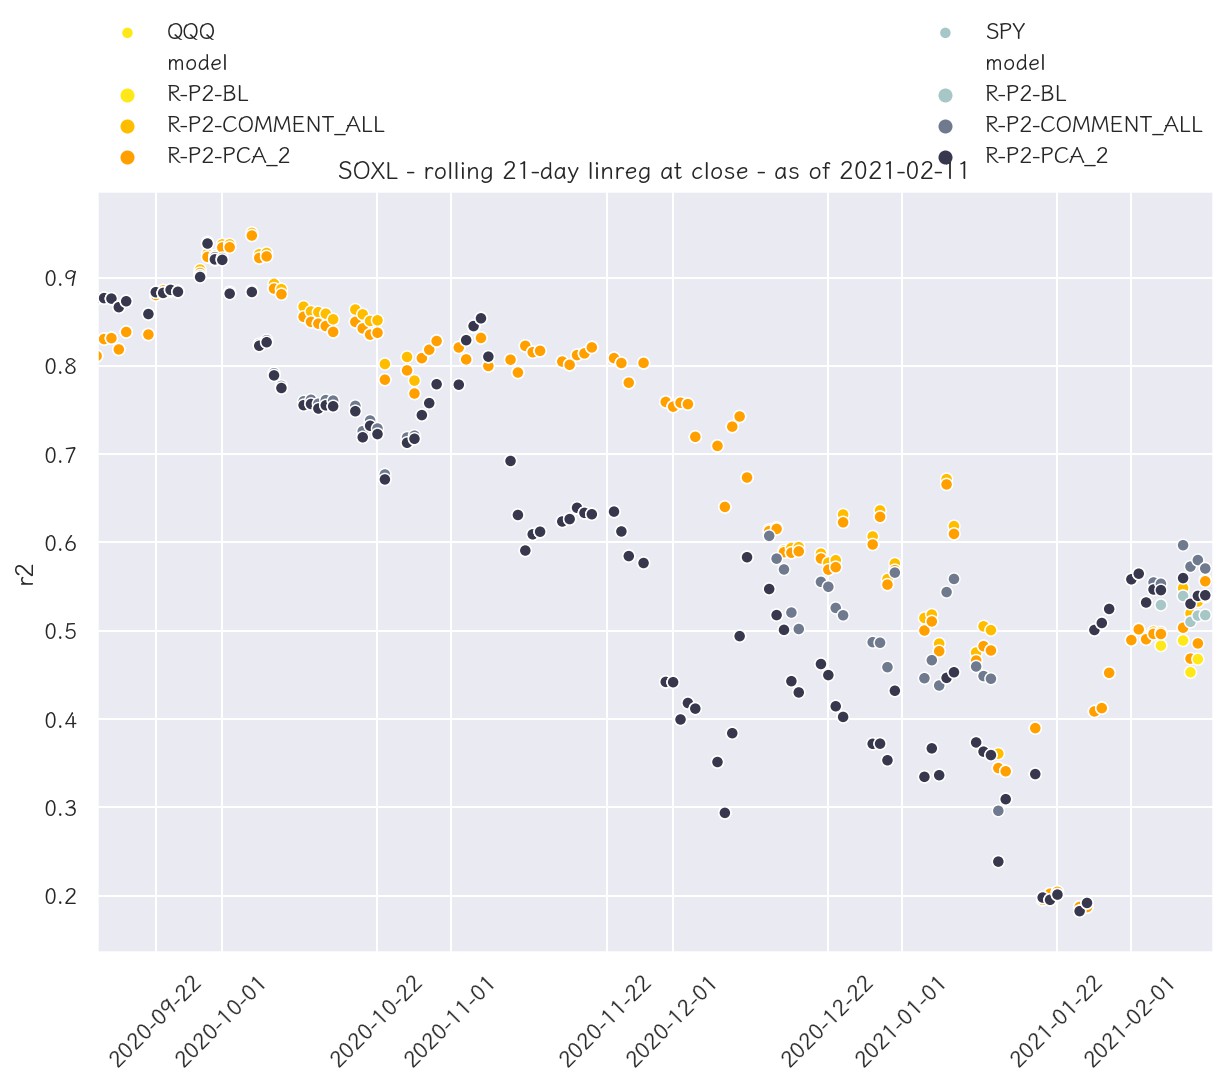 QQQ
model
R-P2-BL
R-P2-COMMENT_ALL
R-P2-PCA_2
SPY
model
R-P2-BL
R-P2-COMMENT_ALL
R-P2-PCA_2
SOXL - rolling 21-day linreg at close - as of 2021-02-11
0.9
0.8
0.7
0.6
0.5
0.4
0.3
0.2
r2
2020-09-22
2020-10-01
2020-10-22
2020-11-01
2020-11-22
2020-12-01
2020-12-22
2021-01-01
2021-01-22
2021-02-01